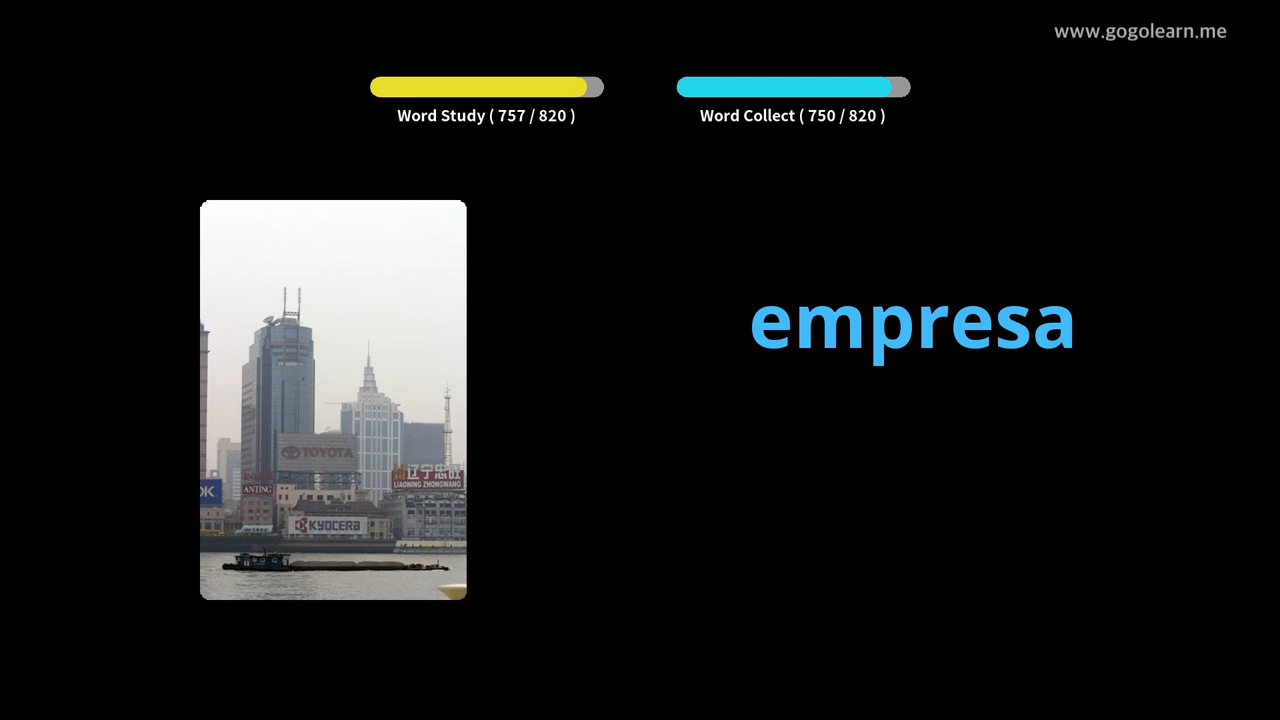 www.gogolearn.me
Word Study ( 757 / 820 )
Word Collect ( 750 / 820 )
empresa
TOYOTA
辽宁忠旺
LIAONING ZHONGWANG
ANTING
KYOCERA